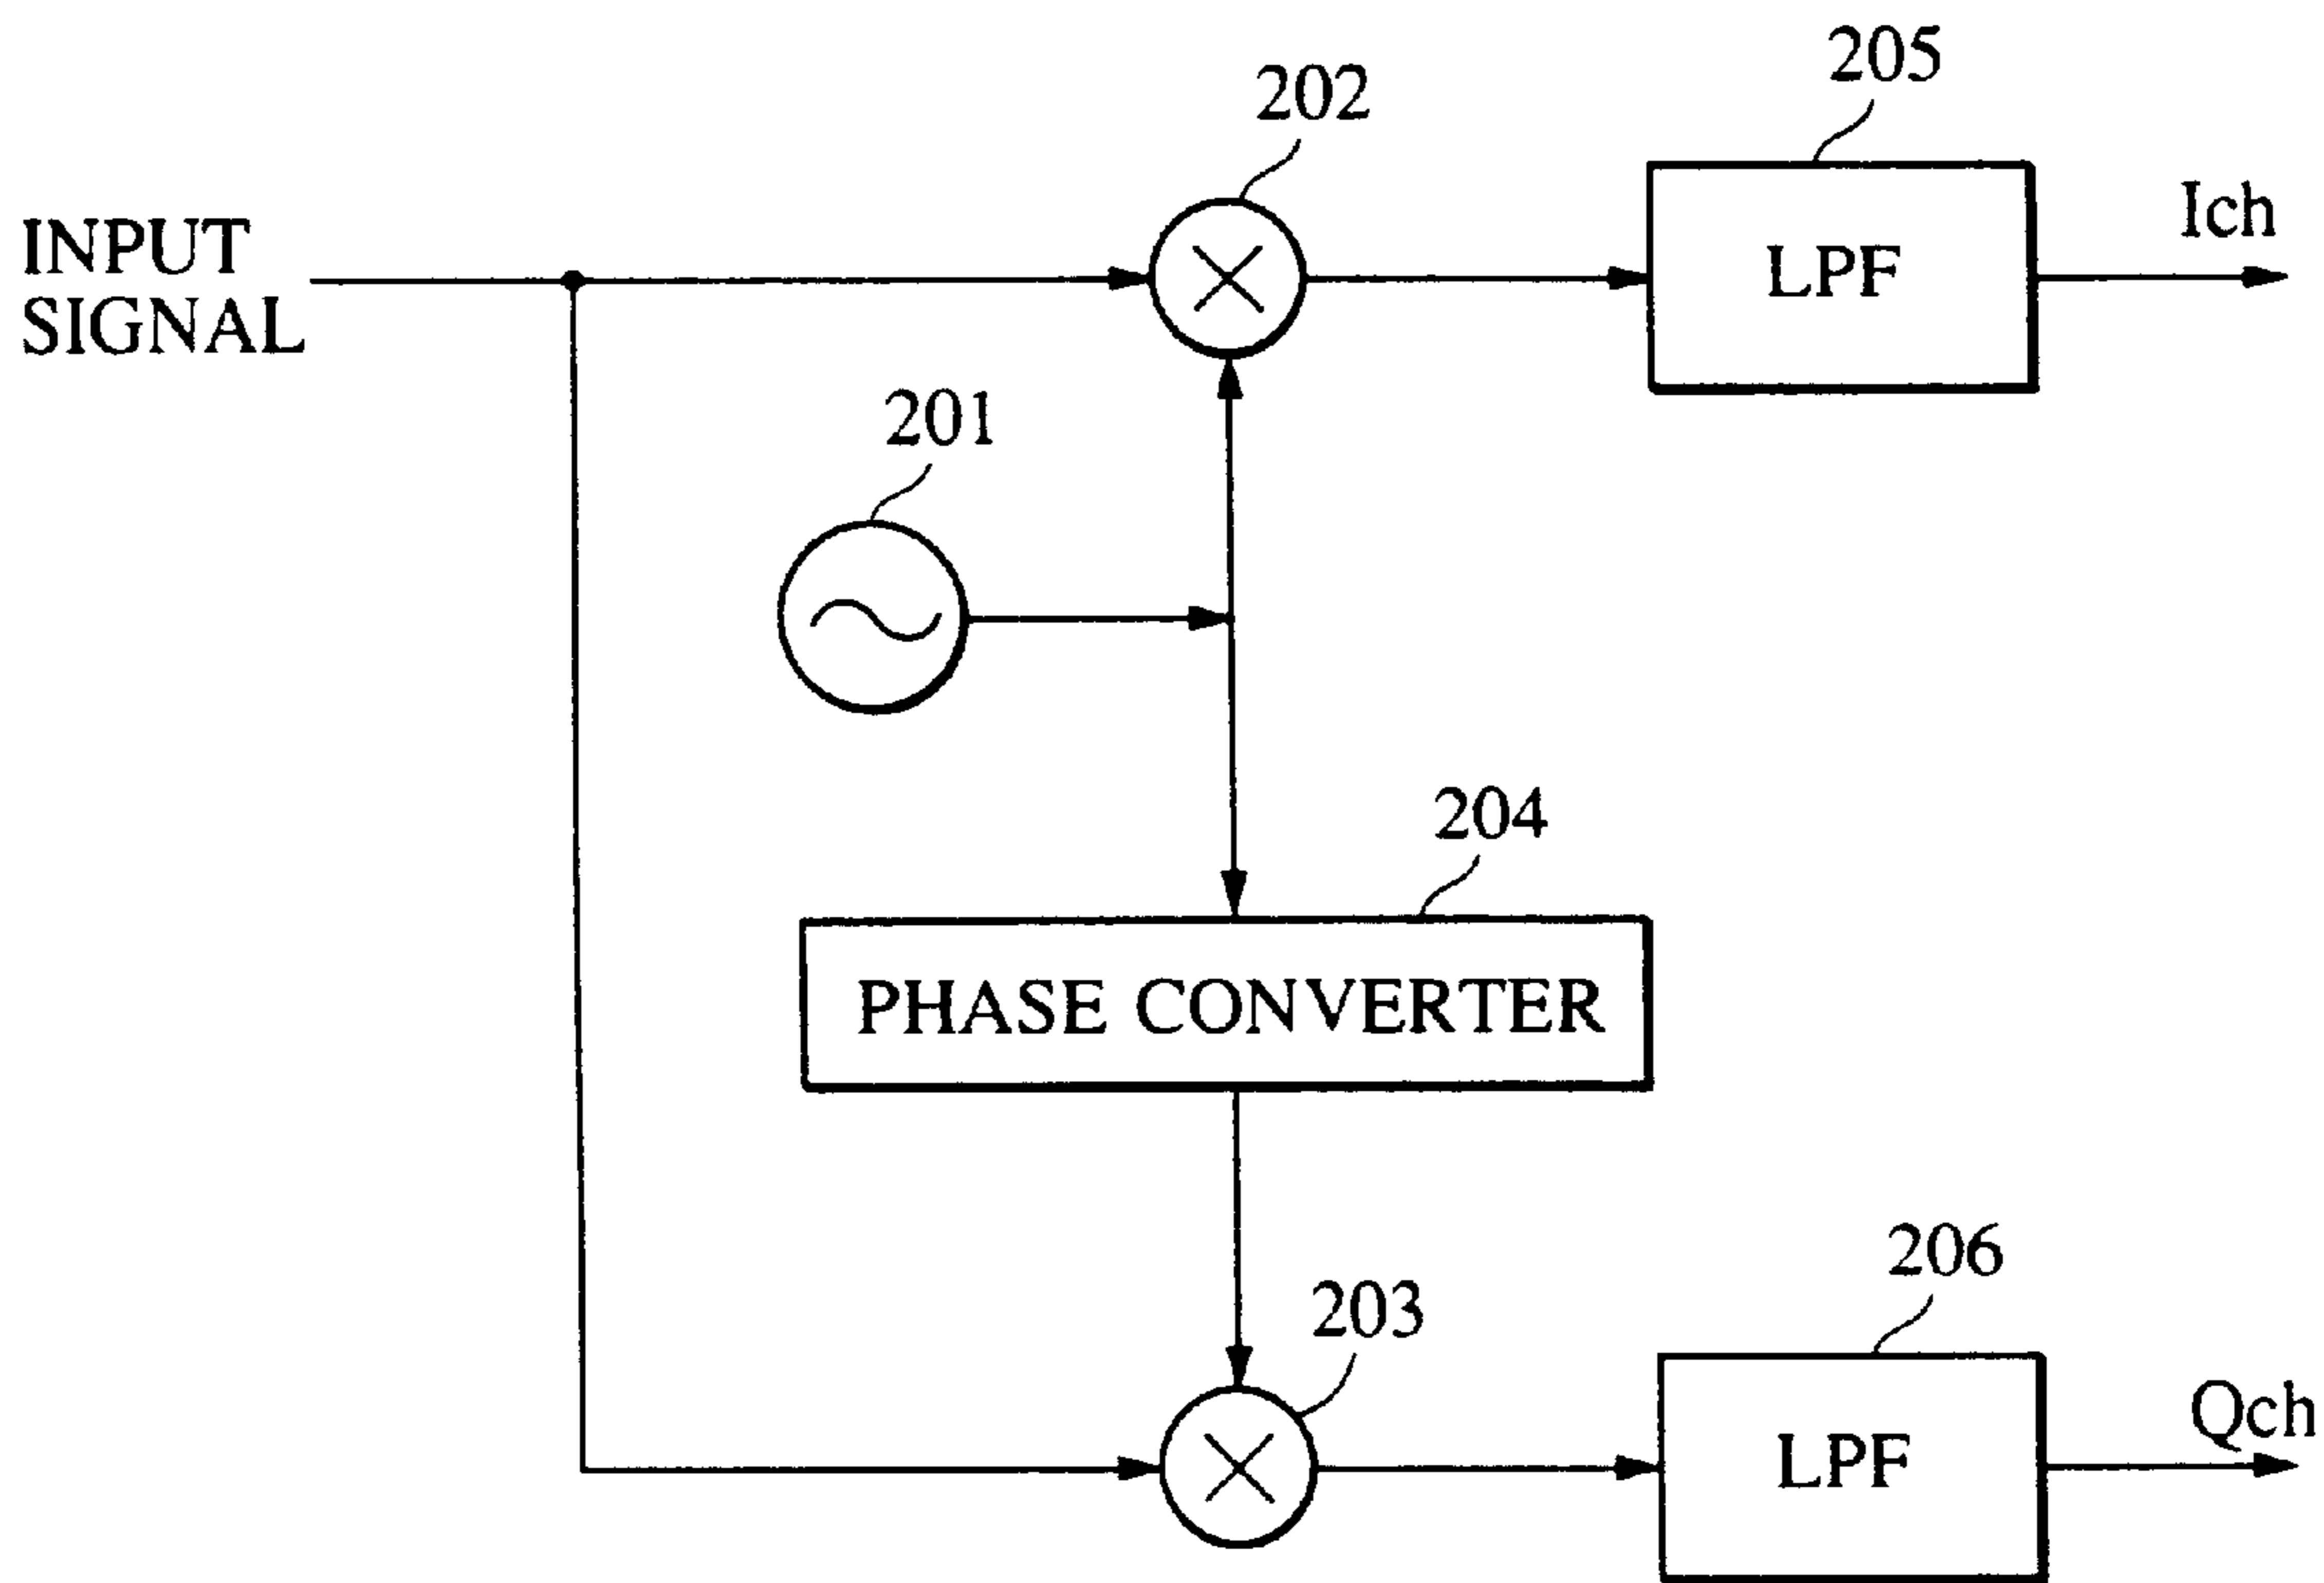 205
202
Ich
INPUT
SIGNAL
LPF
201
204
PHASE CONVERTER
206
203
Qch
LPF